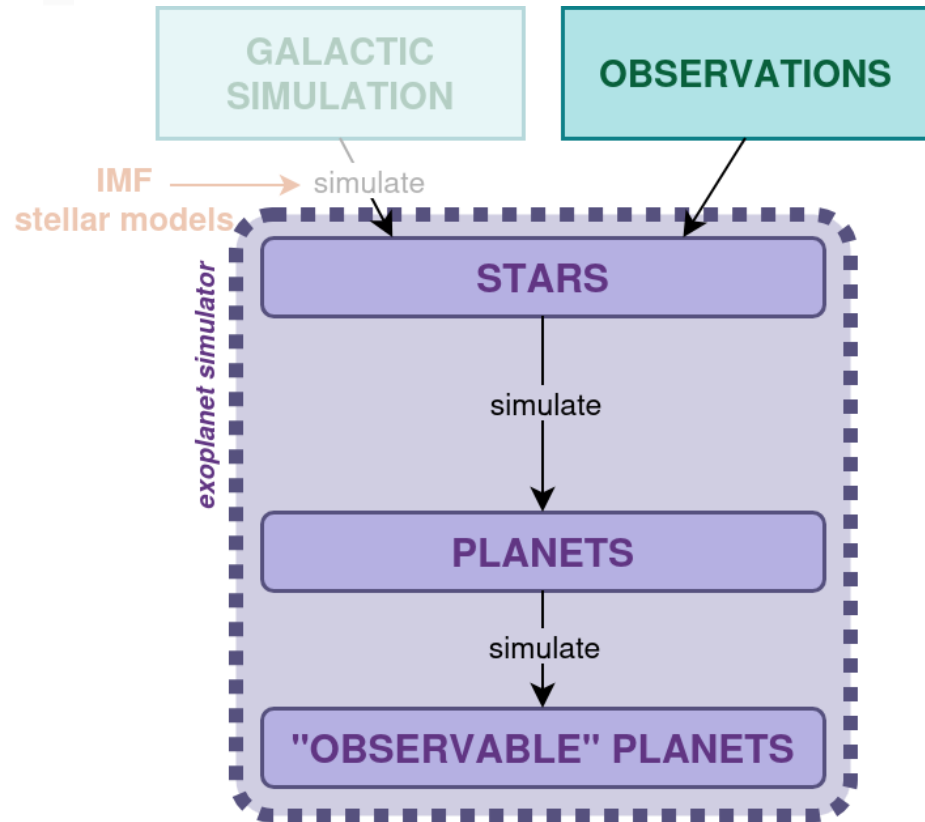 GALACTIC
SIMULATION
OBSERVATIONS
IMF
stellar models
simulate
exoplanet simulator
STARS
simulate
PLANETS
simulate
"OBSERVABLE" PLANETS